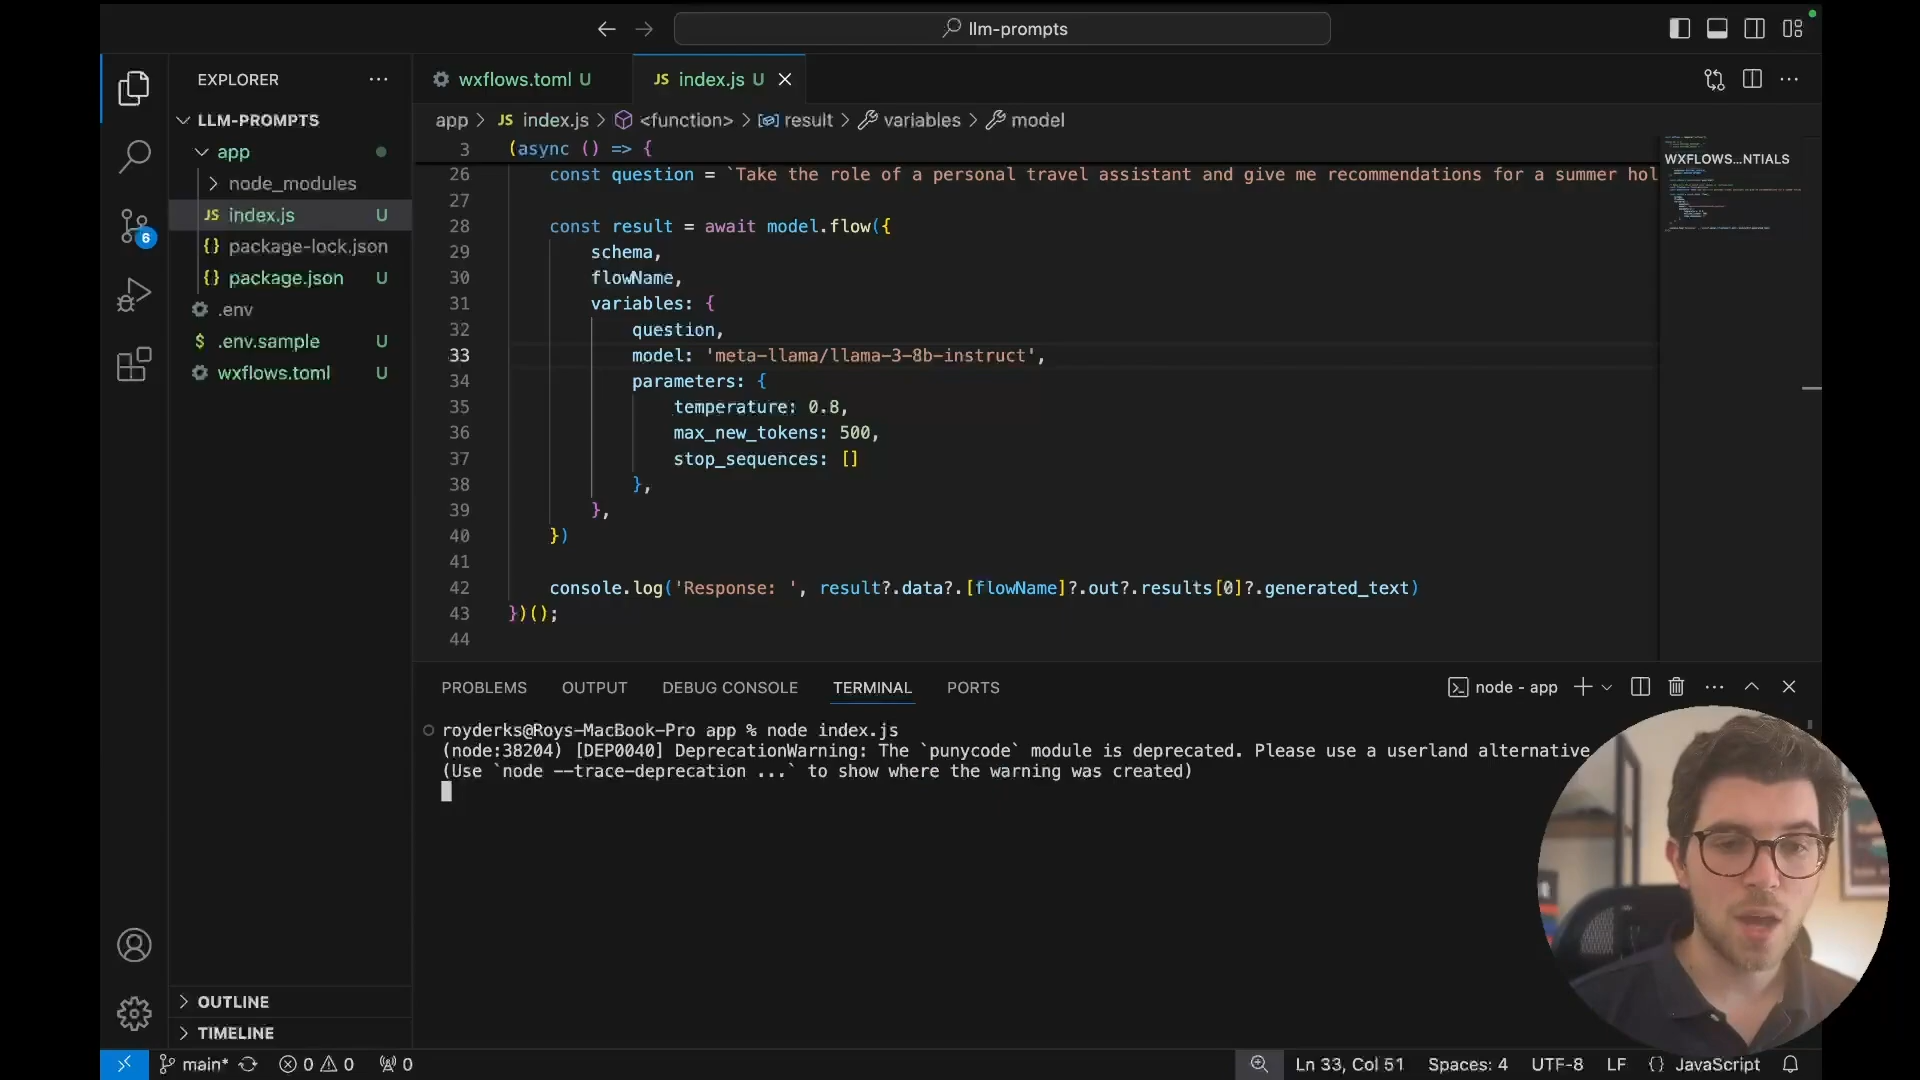 llm-prompts
EXPLORER
LLM-PROMPTS
app
node_modules
JS index.js U
{} package-lock.json
{} package.json U
.env
$ .env.sample U
wxflows.toml U
6
OUTLINE
TIMELINE
wxflows.toml U
JS index.js U
app > JS index.js > <function> > result > variables > model
3 (async () => {
26 const question = `Take the role of a personal travel assistant and give me recommendations for a summer hol
27
28 const result = await model.flow({
29 schema,
30 flowName,
31 variables: {
32 question,
33 model: 'meta-llama/llama-3-8b-instruct',
34 parameters: {
35 temperature: 0.8,
36 max_new_tokens: 500,
37 stop_sequences: []
38 },
39 },
40 })
41
42 console.log('Response: ', result?.data?.[flowName]?.out?.results[0]?.generated_text)
43 })();
44
WXFLOWS...NTIALS
PROBLEMS OUTPUT DEBUG CONSOLE TERMINAL PORTS
node - app
royderks@Roys-MacBook-Pro app % node index.js
(node:38204) [DEP0040] DeprecationWarning: The `punycode` module is deprecated. Please use a userland alternative
(Use `node --trace-deprecation ...` to show where the warning was created)
main* 0 0 0
Ln 33, Col 51 Spaces: 4 UTF-8 LF {} JavaScript